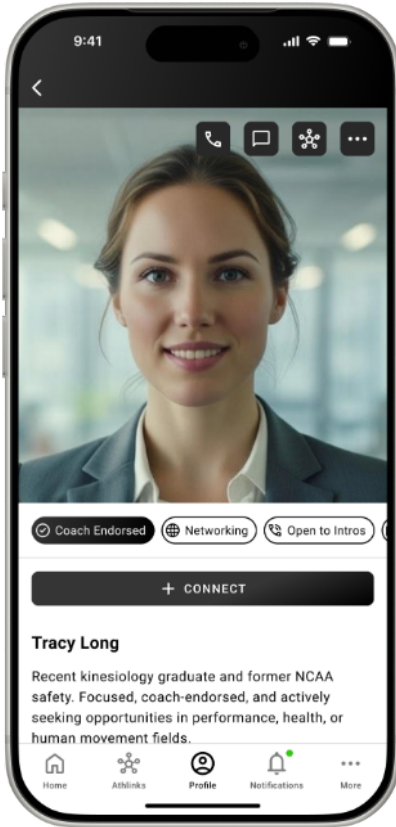 9:41
Coach Endorsed
Networking
Open to Intros
+ CONNECT
Tracy Long
Recent kinesiology graduate and former NCAA
safety. Focused, coach-endorsed, and actively
seeking opportunities in performance, health, or
human movement fields.
Home
Athlinks
Profile
Notifications
More